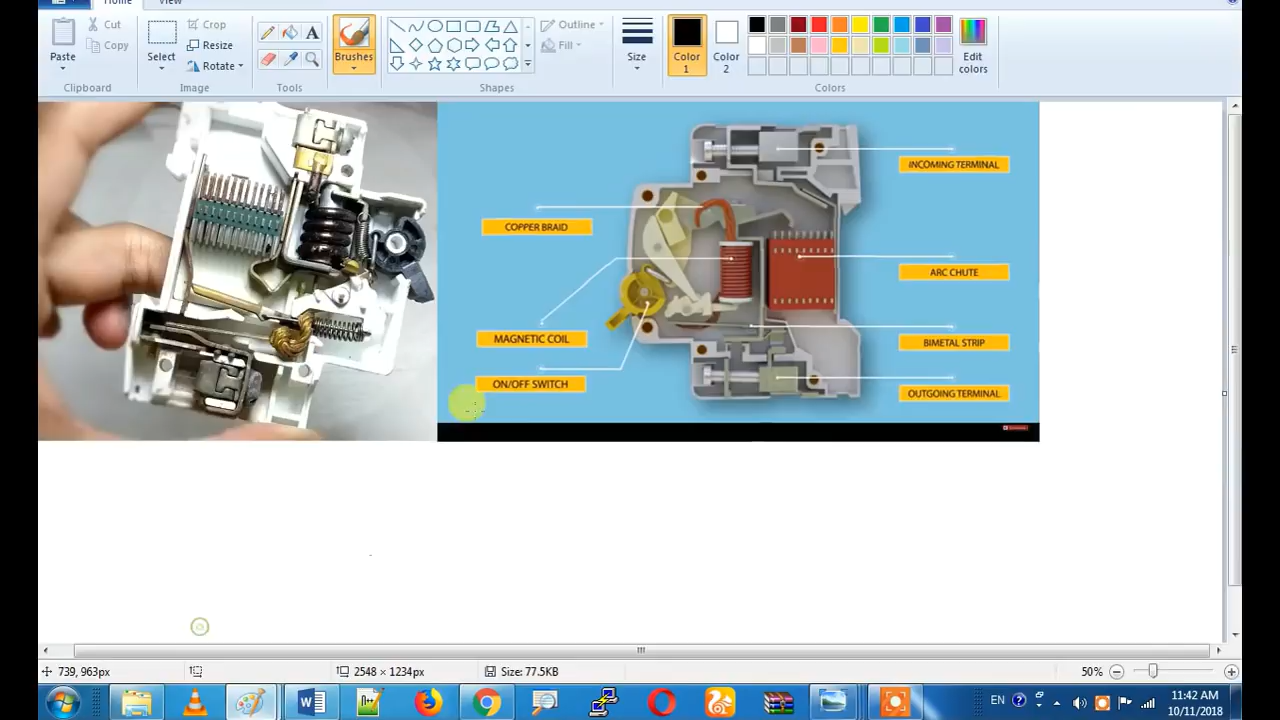 Home
View
Cut
Copy
Paste
Clipboard
Select
Crop
Resize
Rotate
Image
A
Tools
Brushes
Outline
Fill
Shapes
Size
Color
1
Color
2
Edit
colors
Colors
COPPER BRAID
MAGNETIC COIL
ON/OFF SWITCH
INCOMING TERMINAL
ARC CHUTE
BIMETAL STRIP
OUTGOING TERMINAL
739, 963px
2548 × 1234px
Size: 77.5KB
50%
EN
11:42 AM
10/11/2018